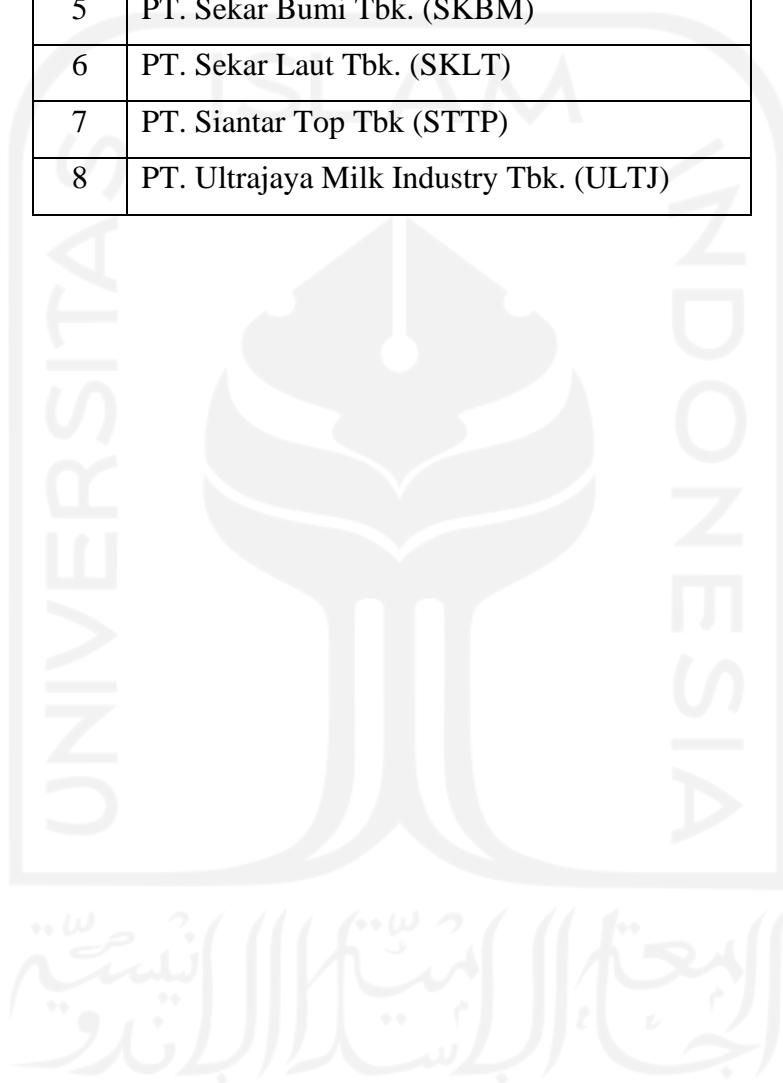 5 PT. Sekar Bumi Tbk. (SKBM)
6 PT. Sekar Laut Tbk. (SKLT)
7 PT. Siantar Top Tbk (STTP)
8 PT. Ultrajaya Milk Industry Tbk. (ULTJ)
ISLAM
UNIVERSITAS
INDONESIA